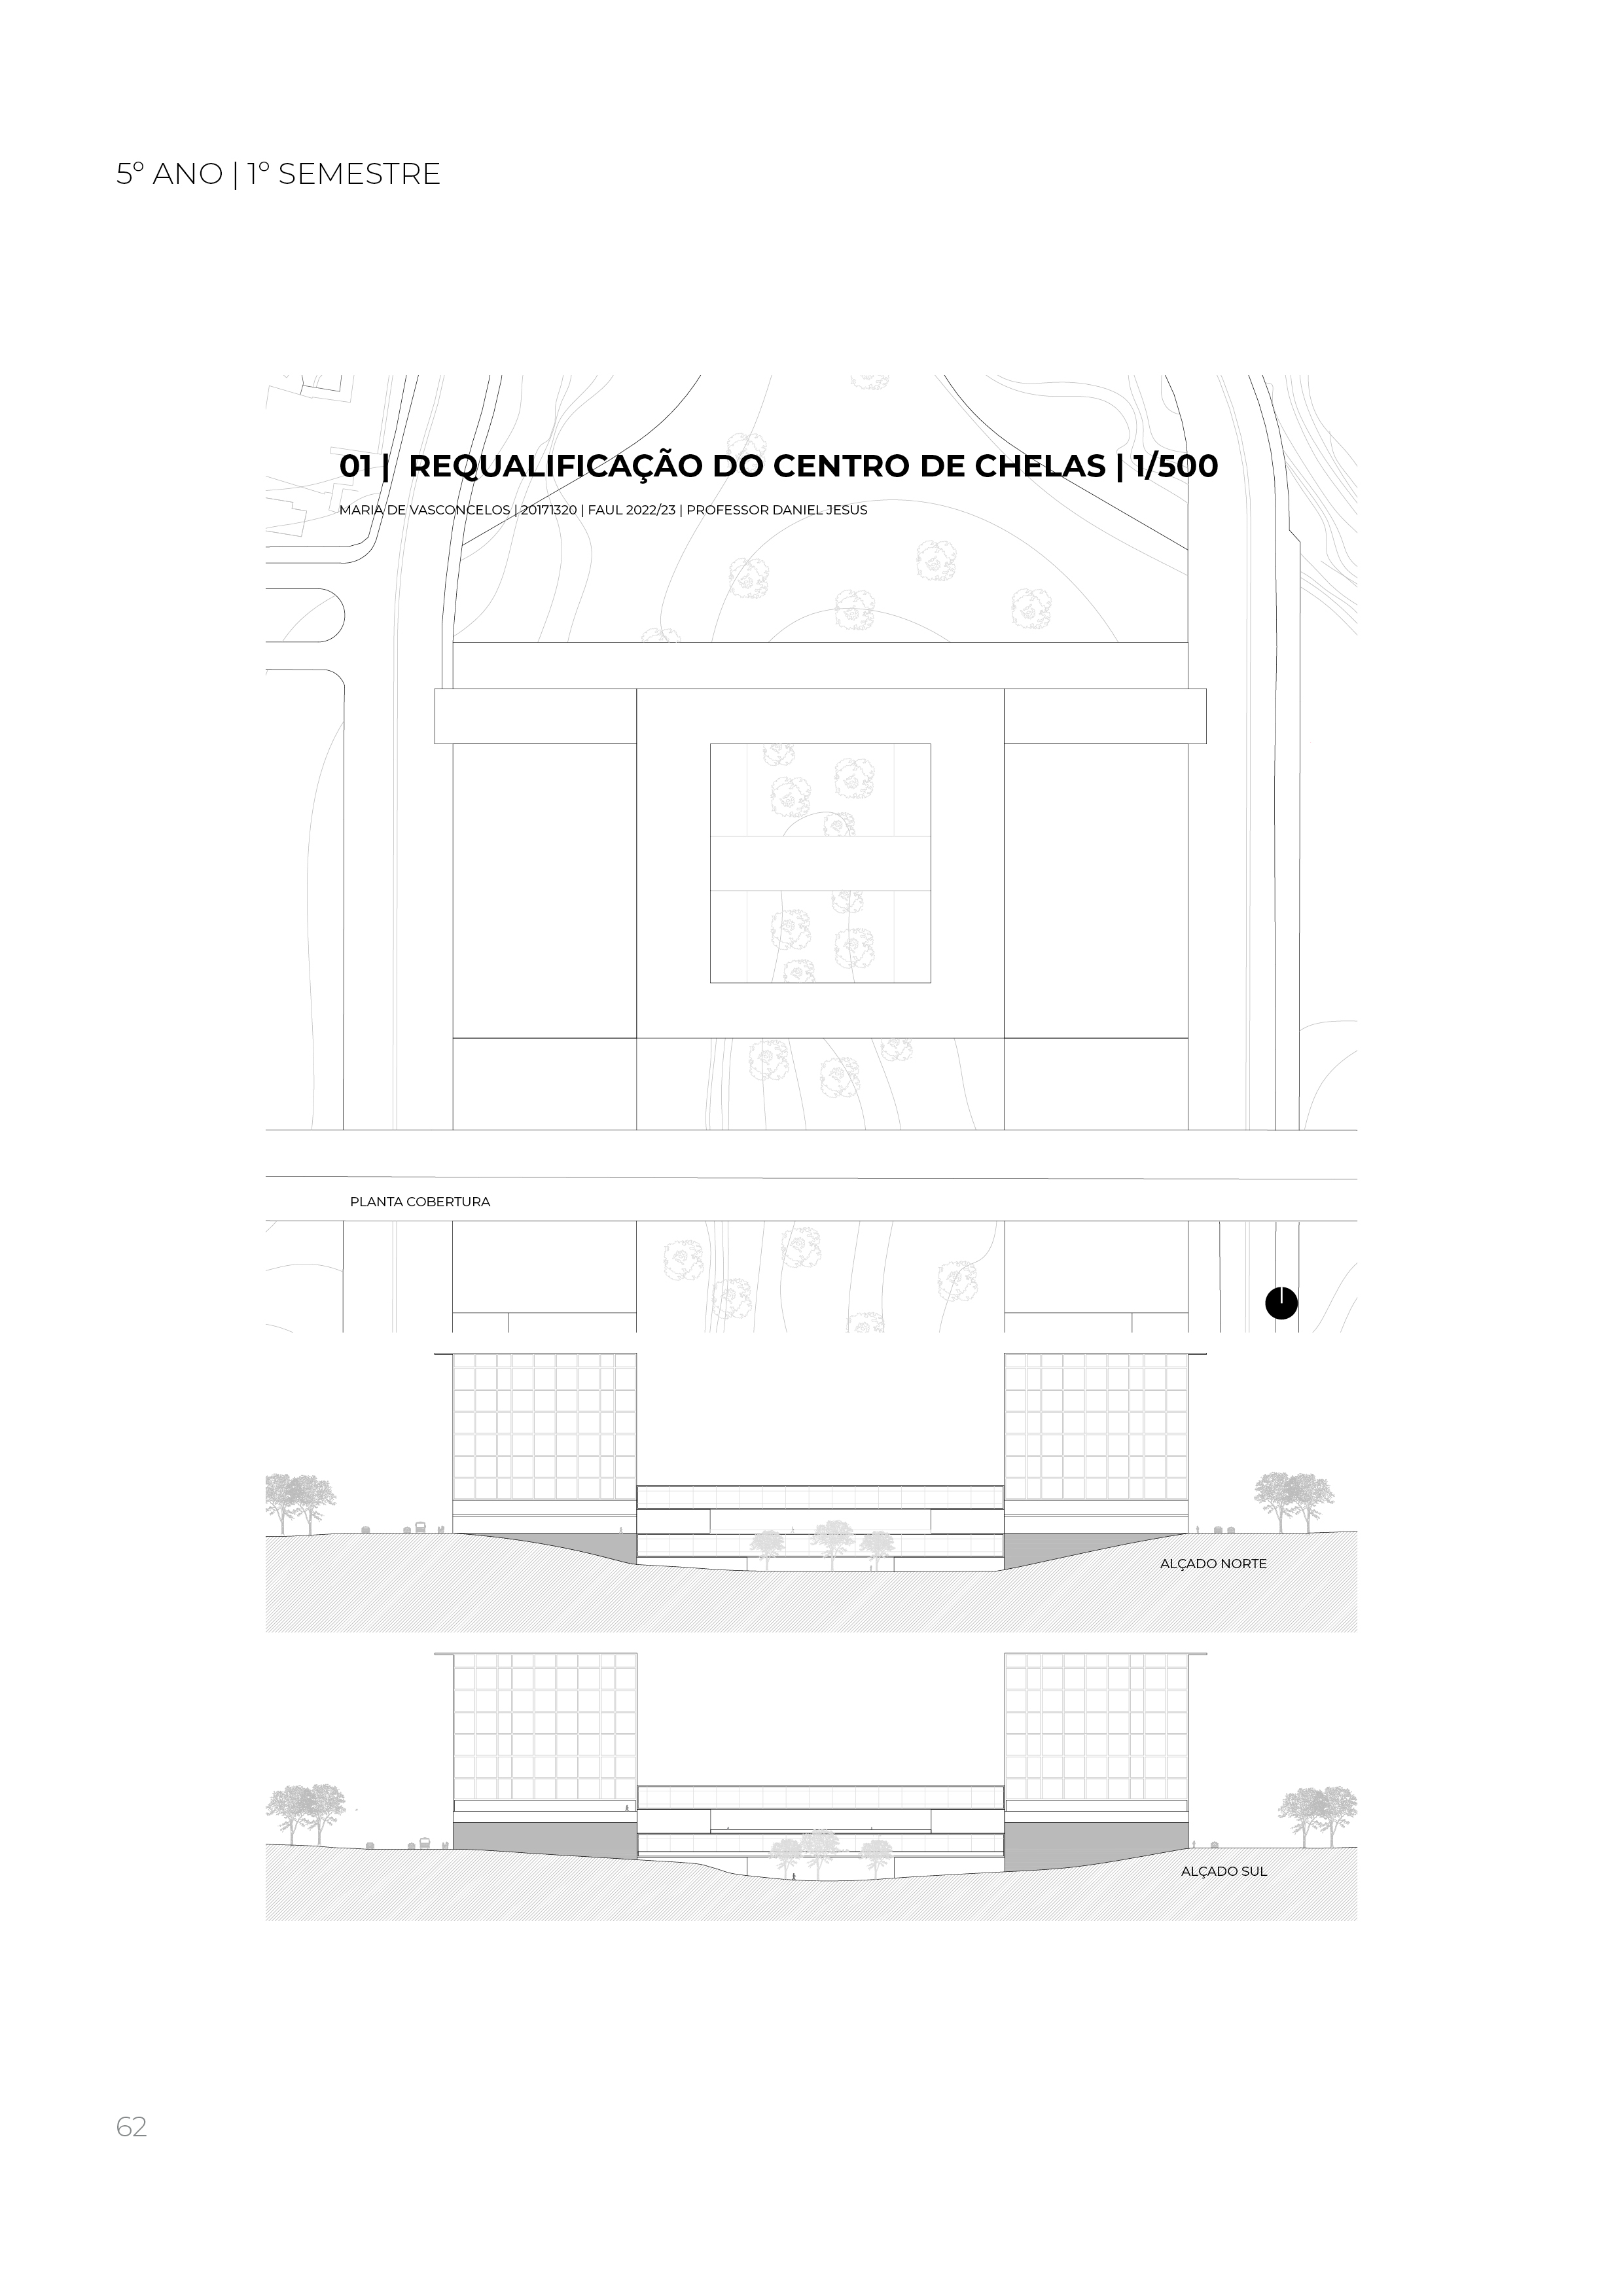 5º ANO | 1º SEMESTRE
01 | REQUALIFICAÇÃO DO CENTRO DE CHELAS | 1/500
MARIA DE VASCONCELOS | 20171320 | FAUL 2022/23 | PROFESSOR DANIEL JESUS
PLANTA COBERTURA
ALÇADO NORTE
ALÇADO SUL
62